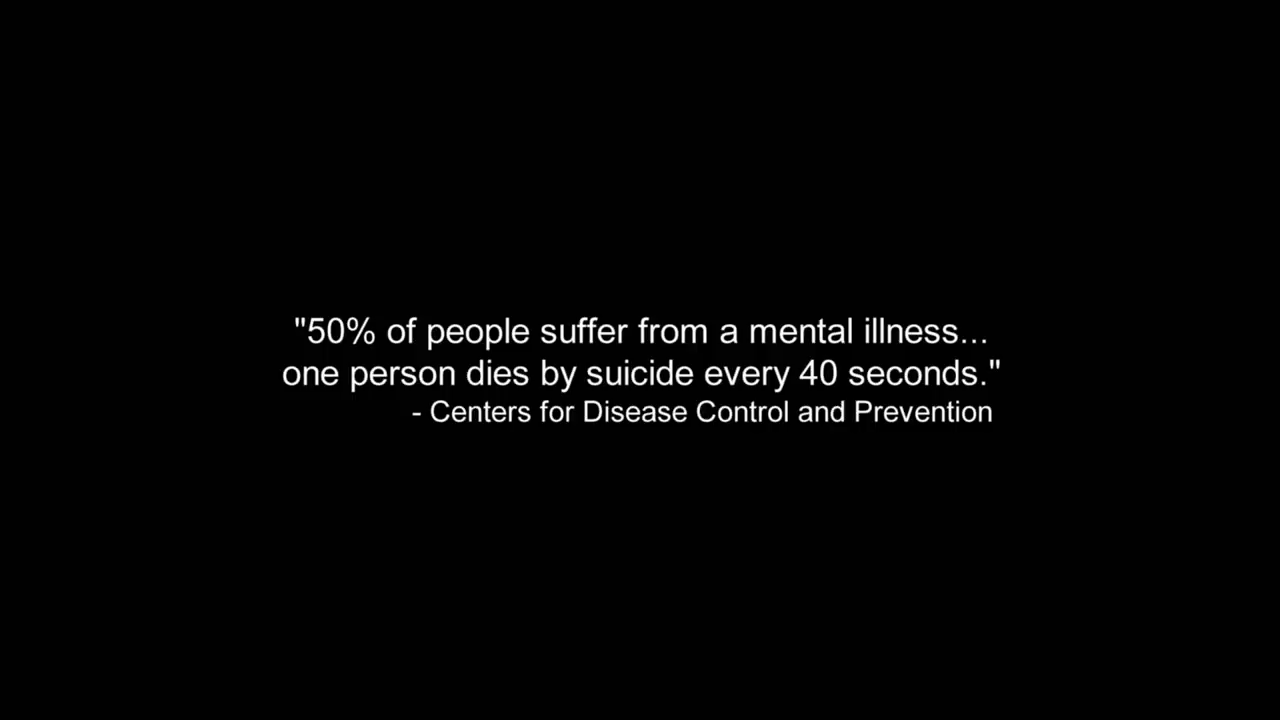 "50% of people suffer from a mental illness...
one person dies by suicide every 40 seconds."
- Centers for Disease Control and Prevention